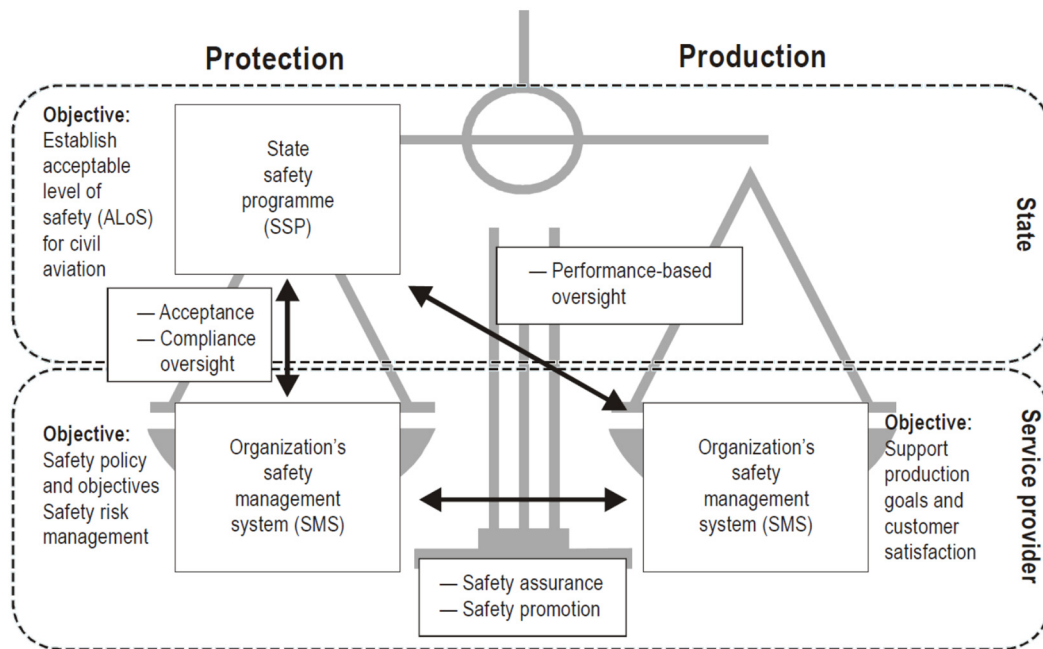 Protection
Production
Objective:
Establish
acceptable
level of
safety (ALoS)
for civil
aviation
State
safety
programme
(SSP)
State
— Acceptance
— Compliance
oversight
— Performance-based
oversight
Objective:
Safety policy
and objectives
Safety risk
management
Organization's
safety
management
system (SMS)
Organization's
safety
management
system (SMS)
Objective:
Support
production
goals and
customer
satisfaction
Service provider
— Safety assurance
— Safety promotion